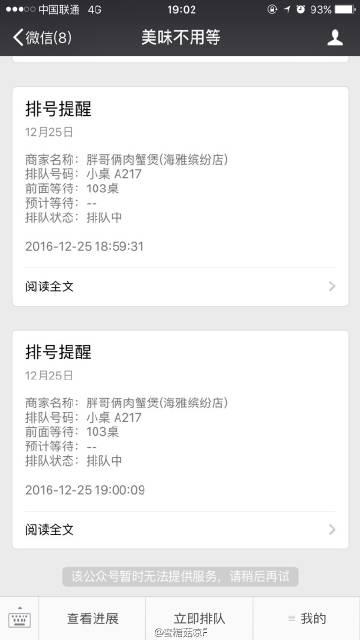 中国联通 4G 19:02 93%
微信(8) 美味不用等
排号提醒
12月25日
商家名称: 胖哥俩肉蟹煲(海雅缤纷店)
排队号码: 小桌 A217
前面等待: 103桌
预计等待: --
排队状态: 排队中
2016-12-25 18:59:31
阅读全文
排号提醒
12月25日
商家名称: 胖哥俩肉蟹煲(海雅缤纷店)
排队号码: 小桌 A217
前面等待: 103桌
预计等待: --
排队状态: 排队中
2016-12-25 19:00:09
阅读全文
该公众号暂时无法提供服务，请稍后再试
查看进展 立即排队 我的